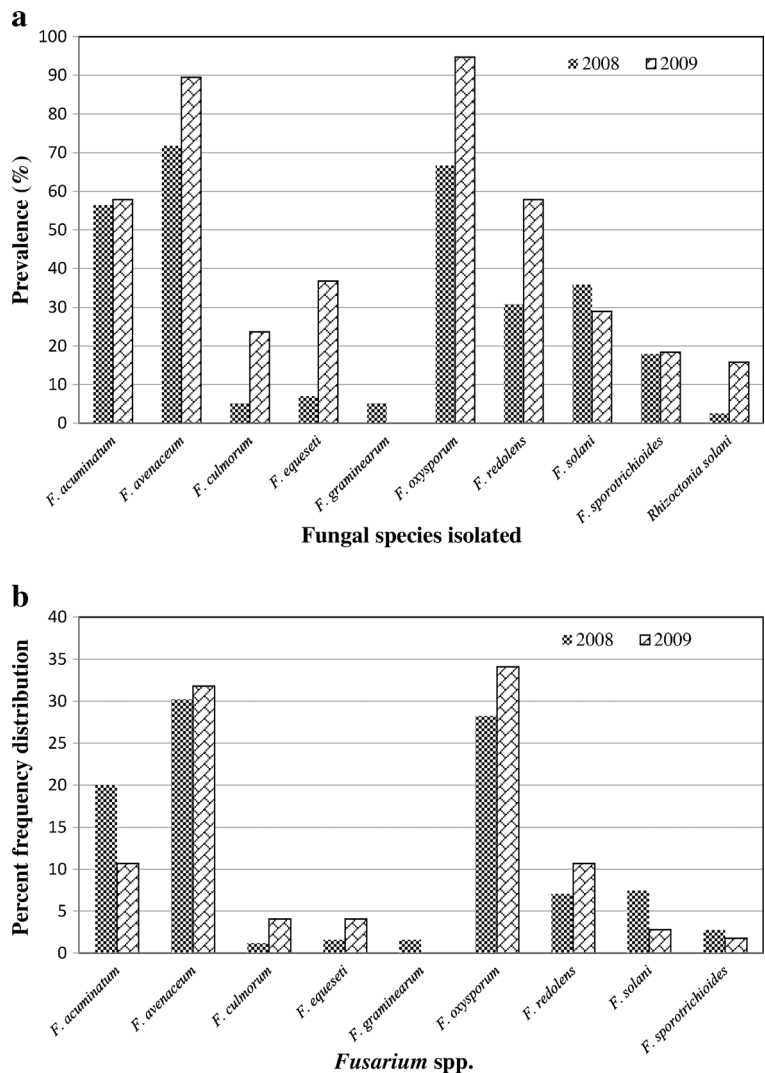 a
100
90
80
70
60
50
40
30
20
10
0
Prevalence (%)
2008 2009
F. acuminatum
F. avenaceum
F. culmorum
F. equeseti
F. graminearum
F. oxysporum
F. redolens
F. solani
F. sporotrichioides
Rhizoctonia solani
Fungal species isolated
b
40
35
30
25
20
15
10
5
0
Percent frequency distribution
2008 2009
F. acuminatum
F. avenaceum
F. culmorum
F. equeseti
F. graminearum
F. oxysporum
F. redolens
F. solani
F. sporotrichioides
Fusarium spp.